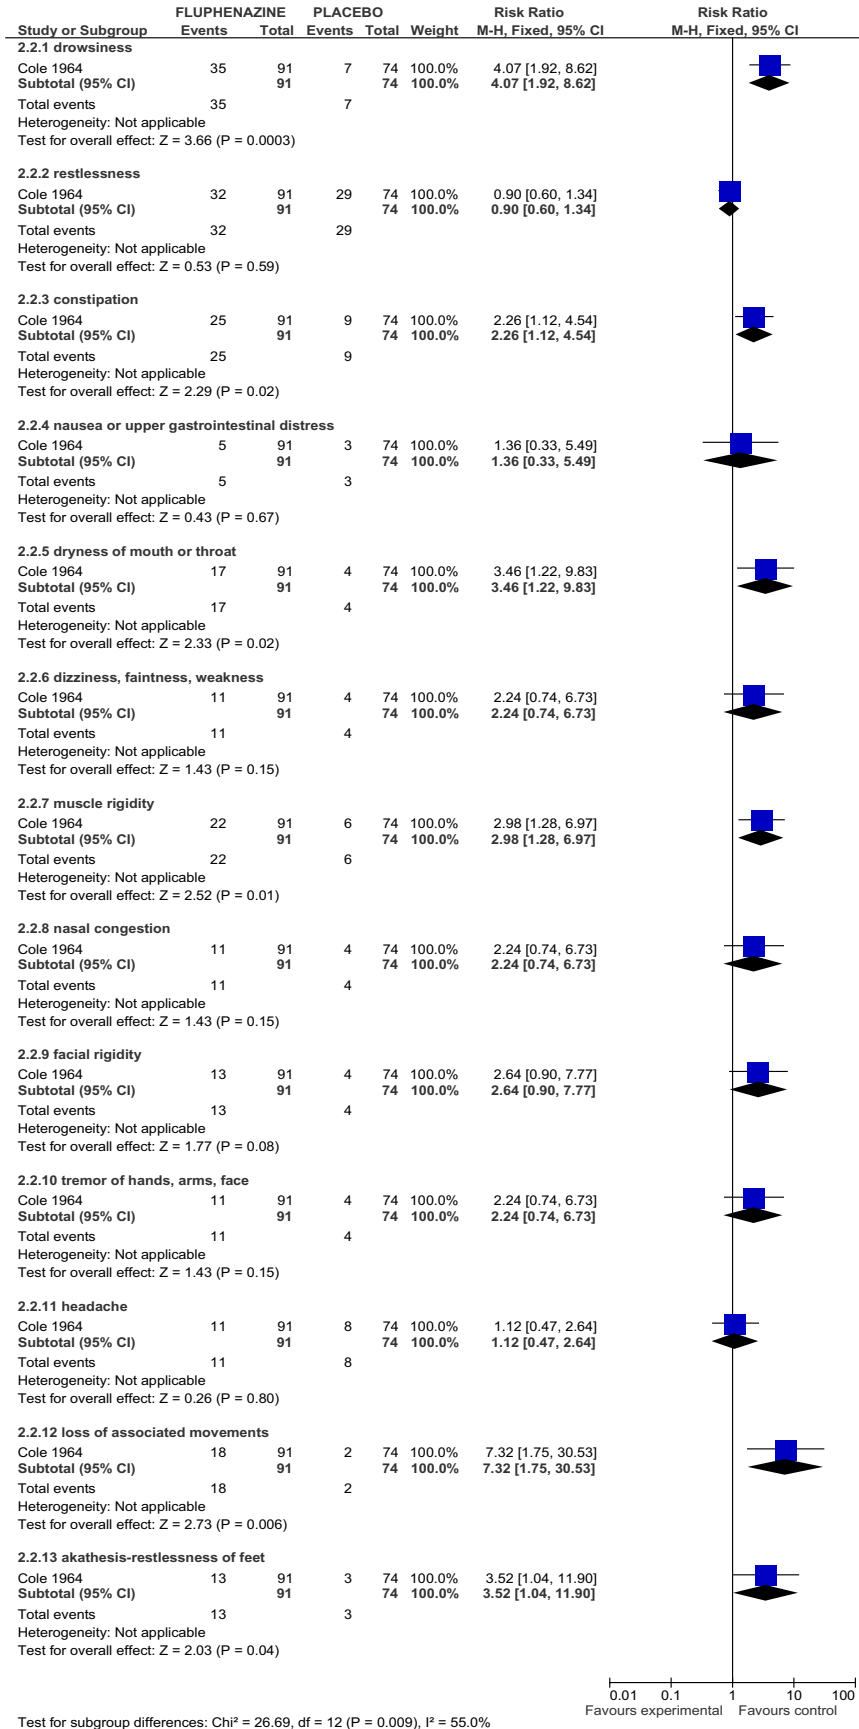 FLUPHENAZINE PLACEBO Risk Ratio Risk Ratio
Study or Subgroup Events Total Events Total Weight M-H, Fixed, 95% CI M-H, Fixed, 95% CI
2.2.1 drowsiness
Cole 1964 35 91 7 74 100.0% 4.07 [1.92, 8.62]
Subtotal (95% CI) 91 74 100.0% 4.07 [1.92, 8.62]
Total events 35 7
Heterogeneity: Not applicable
Test for overall effect: Z = 3.66 (P = 0.0003)
2.2.2 restlessness
Cole 1964 32 91 29 74 100.0% 0.90 [0.60, 1.34]
Subtotal (95% CI) 91 74 100.0% 0.90 [0.60, 1.34]
Total events 32 29
Heterogeneity: Not applicable
Test for overall effect: Z = 0.53 (P = 0.59)
2.2.3 constipation
Cole 1964 25 91 9 74 100.0% 2.26 [1.12, 4.54]
Subtotal (95% CI) 91 74 100.0% 2.26 [1.12, 4.54]
Total events 25 9
Heterogeneity: Not applicable
Test for overall effect: Z = 2.29 (P = 0.02)
2.2.4 nausea or upper gastrointestinal distress
Cole 1964 5 91 3 74 100.0% 1.36 [0.33, 5.49]
Subtotal (95% CI) 91 74 100.0% 1.36 [0.33, 5.49]
Total events 5 3
Heterogeneity: Not applicable
Test for overall effect: Z = 0.43 (P = 0.67)
2.2.5 dryness of mouth or throat
Cole 1964 17 91 4 74 100.0% 3.46 [1.22, 9.83]
Subtotal (95% CI) 91 74 100.0% 3.46 [1.22, 9.83]
Total events 17 4
Heterogeneity: Not applicable
Test for overall effect: Z = 2.33 (P = 0.02)
2.2.6 dizziness, faintness, weakness
Cole 1964 11 91 4 74 100.0% 2.24 [0.74, 6.73]
Subtotal (95% CI) 91 74 100.0% 2.24 [0.74, 6.73]
Total events 11 4
Heterogeneity: Not applicable
Test for overall effect: Z = 1.43 (P = 0.15)
2.2.7 muscle rigidity
Cole 1964 22 91 6 74 100.0% 2.98 [1.28, 6.97]
Subtotal (95% CI) 91 74 100.0% 2.98 [1.28, 6.97]
Total events 22 6
Heterogeneity: Not applicable
Test for overall effect: Z = 2.52 (P = 0.01)
2.2.8 nasal congestion
Cole 1964 11 91 4 74 100.0% 2.24 [0.74, 6.73]
Subtotal (95% CI) 91 74 100.0% 2.24 [0.74, 6.73]
Total events 11 4
Heterogeneity: Not applicable
Test for overall effect: Z = 1.43 (P = 0.15)
2.2.9 facial rigidity
Cole 1964 13 91 4 74 100.0% 2.64 [0.90, 7.77]
Subtotal (95% CI) 91 74 100.0% 2.64 [0.90, 7.77]
Total events 13 4
Heterogeneity: Not applicable
Test for overall effect: Z = 1.77 (P = 0.08)
2.2.10 tremor of hands, arms, face
Cole 1964 11 91 4 74 100.0% 2.24 [0.74, 6.73]
Subtotal (95% CI) 91 74 100.0% 2.24 [0.74, 6.73]
Total events 11 4
Heterogeneity: Not applicable
Test for overall effect: Z = 1.43 (P = 0.15)
2.2.11 headache
Cole 1964 11 91 8 74 100.0% 1.12 [0.47, 2.64]
Subtotal (95% CI) 91 74 100.0% 1.12 [0.47, 2.64]
Total events 11 8
Heterogeneity: Not applicable
Test for overall effect: Z = 0.26 (P = 0.80)
2.2.12 loss of associated movements
Cole 1964 18 91 2 74 100.0% 7.32 [1.75, 30.53]
Subtotal (95% CI) 91 74 100.0% 7.32 [1.75, 30.53]
Total events 18 2
Heterogeneity: Not applicable
Test for overall effect: Z = 2.73 (P = 0.006)
2.2.13 akathesis-restlessness of feet
Cole 1964 13 91 3 74 100.0% 3.52 [1.04, 11.90]
Subtotal (95% CI) 91 74 100.0% 3.52 [1.04, 11.90]
Total events 13 3
Heterogeneity: Not applicable
Test for overall effect: Z = 2.03 (P = 0.04)
0.01 0.1 1 10 100
Favours experimental Favours control
Test for subgroup differences: Chi² = 26.69, df = 12 (P = 0.009), I² = 55.0%